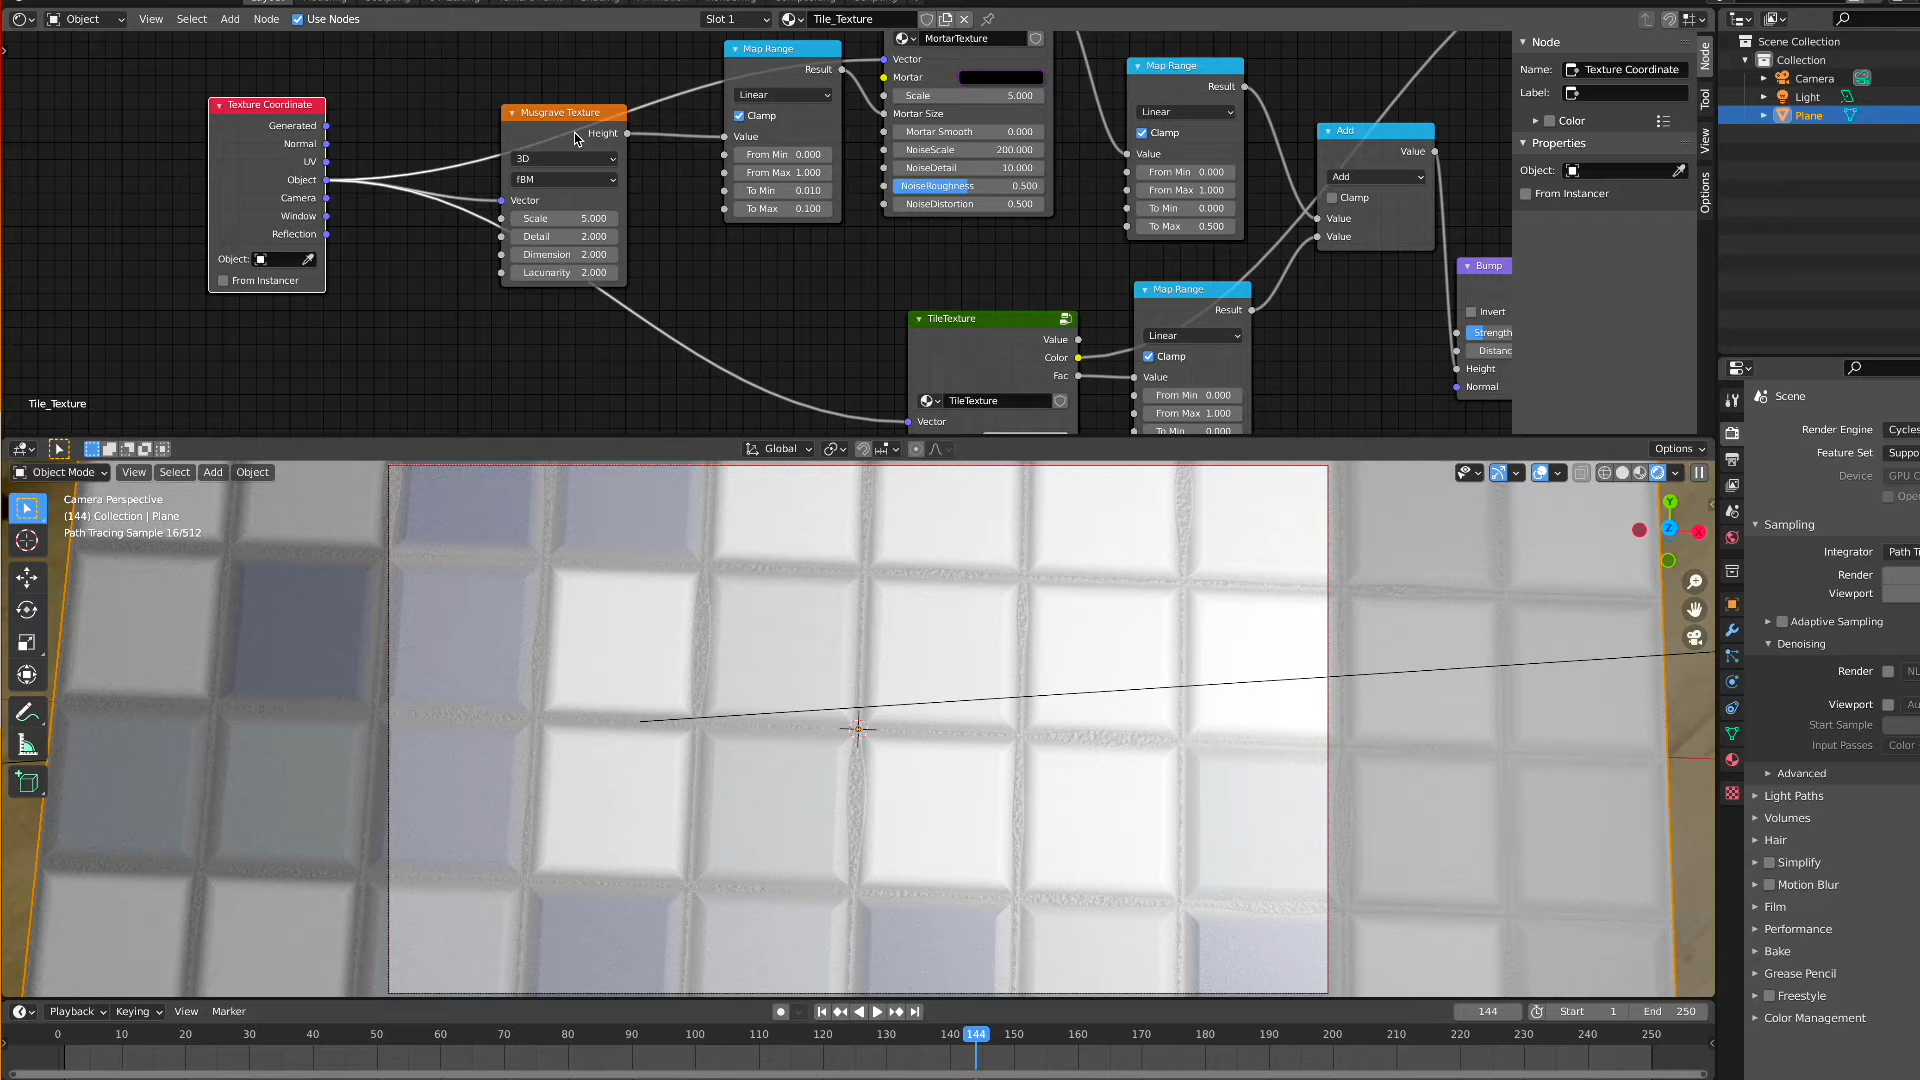 Object
View
Select
Add
Node
Use Nodes
Slot 1
Tile_Texture
Texture Coordinate
Generated
Normal
UV
Object
Camera
Window
Reflection
Object:
From Instancer
Musgrave Texture
Height
3D
fBM
Vector
Scale 5.000
Detail 2.000
Dimension 2.000
Lacunarity 2.000
Map Range
Result
Linear
Clamp
Value
From Min 0.000
From Max 1.000
To Min 0.010
To Max 0.100
MortarTexture
Vector
Mortar
Scale 5.000
Mortar Size
Mortar Smooth 0.000
NoiseScale 200.000
NoiseDetail 10.000
NoiseRoughness 0.500
NoiseDistortion 0.500
Map Range
Result
Linear
Clamp
Value
From Min 0.000
From Max 1.000
To Min 0.000
To Max 0.500
Add
Value
Add
Clamp
Value
Value
TileTexture
Value
Color
Fac
TileTexture
Vector
Map Range
Result
Linear
Clamp
Value
From Min 0.000
From Max 1.000
To Min 0.000
Bump
Invert
Strength
Distanc
Height
Normal
Tile_Texture
Node
Name: Texture Coordinate
Label:
Color
Properties
Object:
From Instancer
Node
Tool
View
Options
Scene Collection
Collection
Camera
Light
Plane
Global
Options
Object Mode
View
Select
Add
Object
Camera Perspective
(144) Collection | Plane
Path Tracing Sample 16/512
Y
Z
X
Scene
Render Engine Cycles
Feature Set Suppo
Device GPU C
Open
Sampling
Integrator Path T
Render
Viewport
Adaptive Sampling
Denoising
Render NL
Viewport Au
Start Sample
Input Passes Color
Advanced
Light Paths
Volumes
Hair
Simplify
Motion Blur
Film
Performance
Bake
Grease Pencil
Freestyle
Color Management
Playback
Keying
View
Marker
144
Start 1
End 250
0 10 20 30 40 50 60 70 80 90 100 110 120 130 140 144 150 160 170 180 190 200 210 220 230 240 250